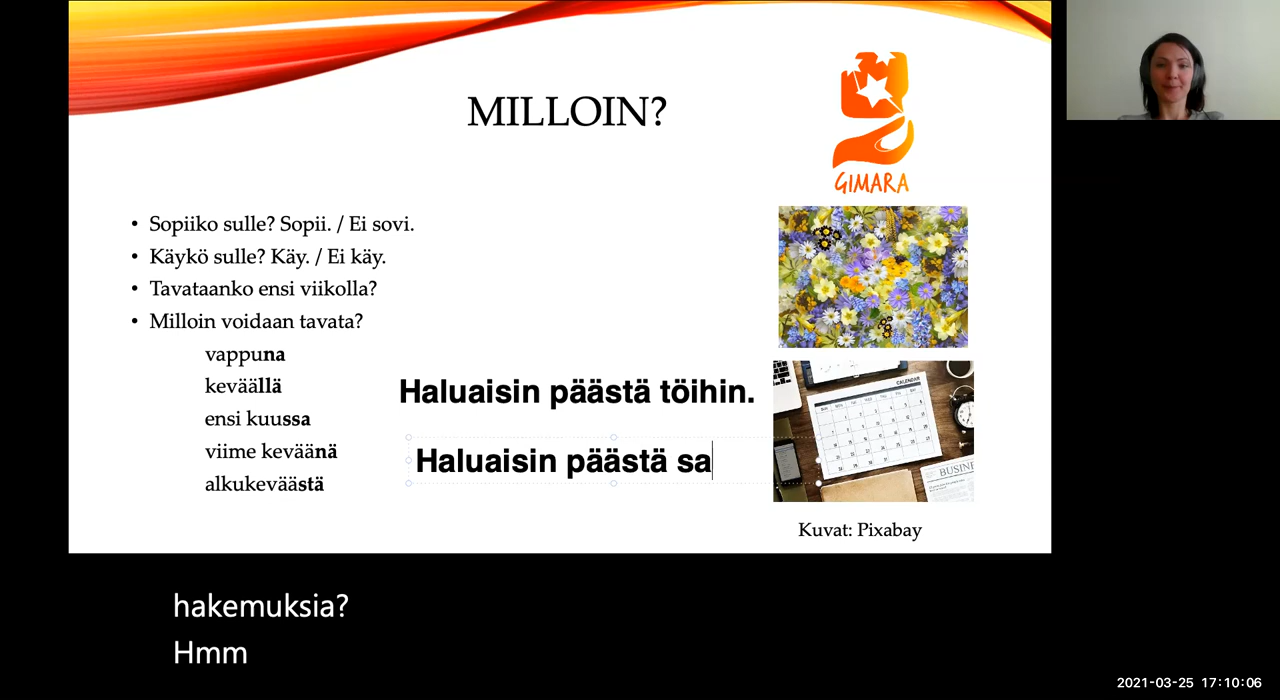 MILLOIN?
GIMARA
• Sopiiko sulle? Sopii. / Ei sovi.
• Käykö sulle? Käy. / Ei käy.
• Tavataanko ensi viikolla?
• Milloin voidaan tavata?
vappuna
keväällä
ensi kuussa
viime keväänä
alkukeväästä
Haluaisin päästä töihin.
Haluaisin päästä sa
CALENDAR
BUSINE
Kuvat: Pixabay
hakemuksia?
Hmm
2021-03-25 17:10:06